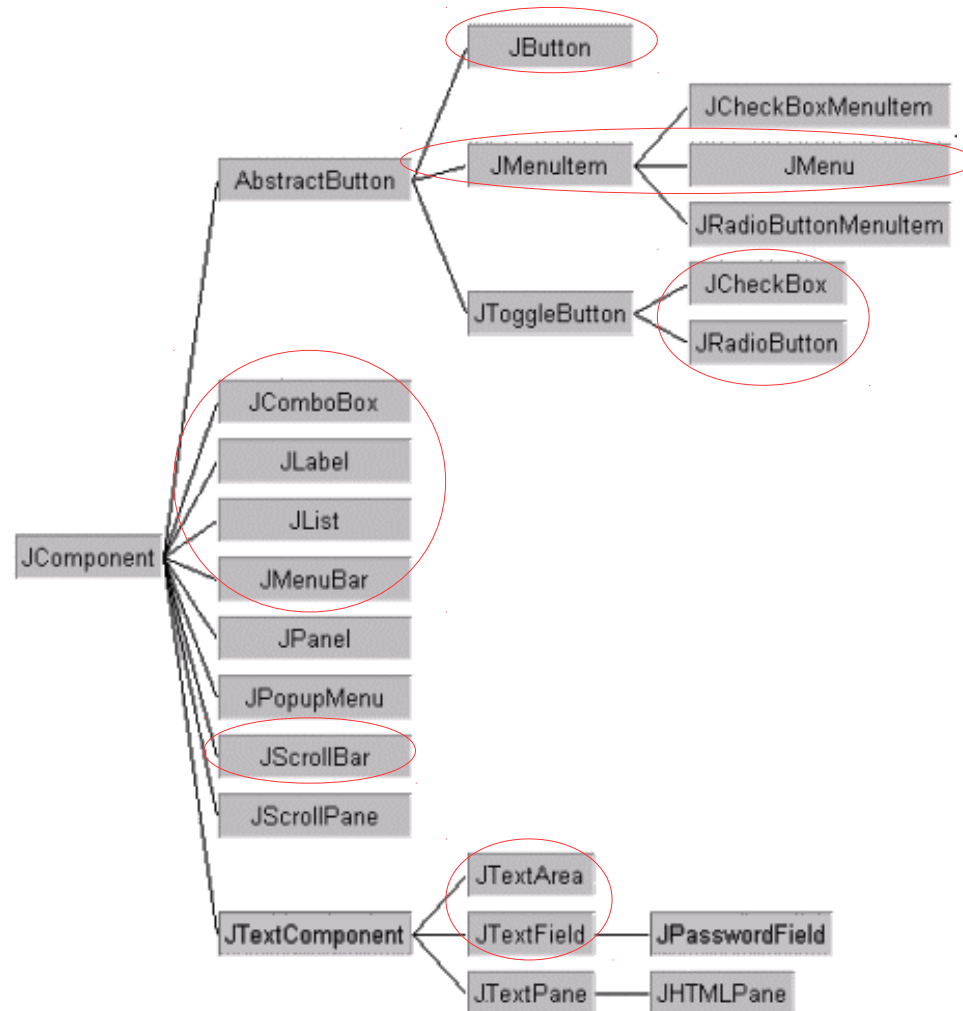 JButton
JCheckBoxMenuItem
AbstractButton
JMenuItem
JMenu
JRadioButtonMenuItem
JCheckBox
JToggleButton
JRadioButton
JComboBox
JLabel
JList
JComponent
JMenuBar
JPanel
JPopupMenu
JScrollBar
JScrollPane
JTextArea
JTextComponent
JTextField
JPasswordField
JTextPane
JHTMLPane